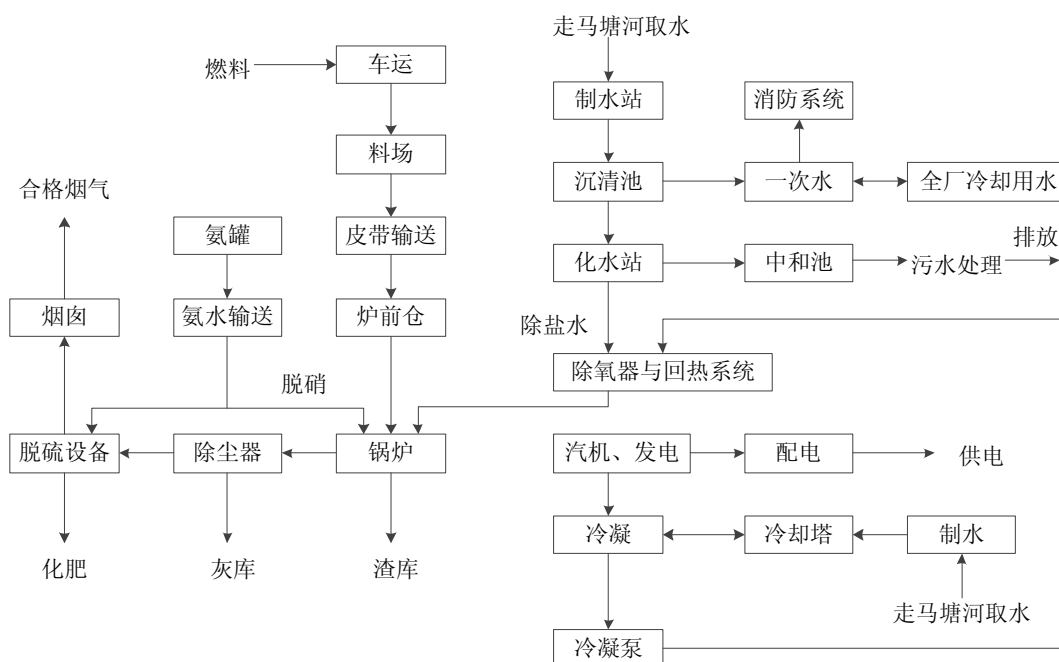 走马塘河取水
燃料
车运
制水站
消防系统
料场
沉清池
一次水
全厂冷却用水
合格烟气
氨罐
皮带输送
化水站
中和池
污水处理
排放
烟囱
氨水输送
炉前仓
除盐水
除氧器与回热系统
脱硝
脱硫设备
除尘器
锅炉
汽机、发电
配电
供电
冷凝
冷却塔
制水
化肥
灰库
渣库
走马塘河取水
冷凝泵